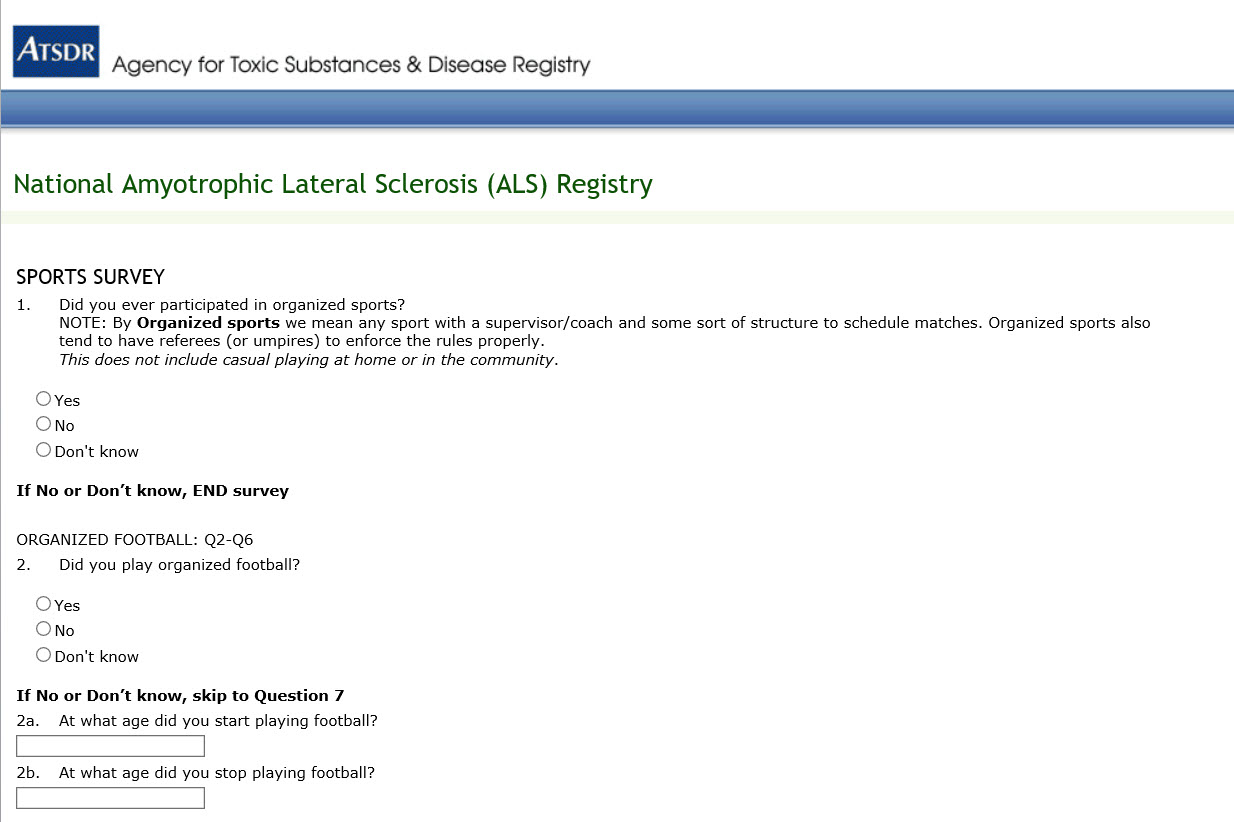 ATSDR Agency for Toxic Substances & Disease Registry
National Amyotrophic Lateral Sclerosis (ALS) Registry
SPORTS SURVEY
1. Did you ever participated in organized sports?
NOTE: By Organized sports we mean any sport with a supervisor/coach and some sort of structure to schedule matches. Organized sports also
tend to have referees (or umpires) to enforce the rules properly.
This does not include casual playing at home or in the community.
Yes
No
Don't know
If No or Don’t know, END survey
ORGANIZED FOOTBALL: Q2-Q6
2. Did you play organized football?
Yes
No
Don't know
If No or Don’t know, skip to Question 7
2a. At what age did you start playing football?
2b. At what age did you stop playing football?